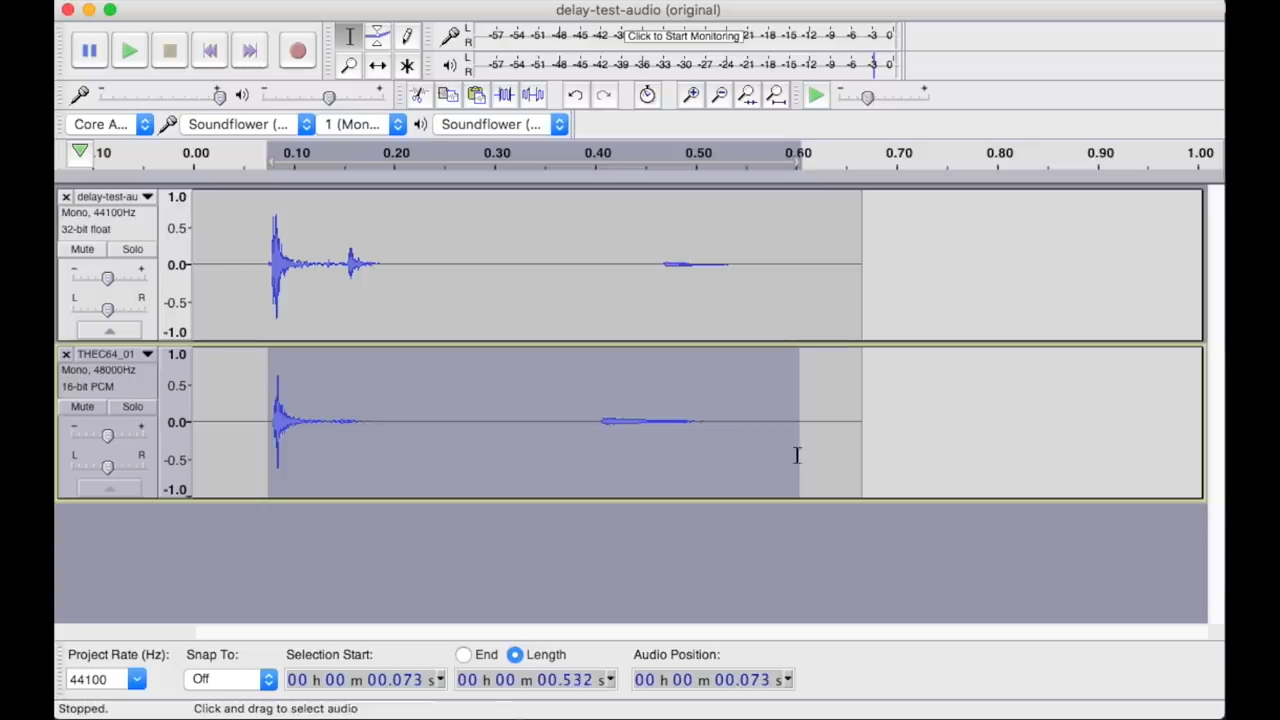 delay-test-audio (original)
L
R
-57 -54 -51 -48 -45 -42 -3 Click to Start Monitoring -21 -18 -15 -12 -9 -6 -3 0
L
R
-57 -54 -51 -48 -45 -42 -39 -36 -33 -30 -27 -24 -21 -18 -15 -12 -9 -6 -3 0
Core A... Soundflower (... 1 (Mon... Soundflower (...
.10 0.00 0.10 0.20 0.30 0.40 0.50 0.60 0.70 0.80 0.90 1.00
delay-test-au
Mono, 44100Hz
32-bit float
Mute Solo
- +
L R
1.0
0.5-
0.0-
-0.5-
-1.0
THEC64_01
Mono, 48000Hz
16-bit PCM
Mute Solo
- +
L R
1.0
0.5-
0.0-
-0.5-
-1.0
Project Rate (Hz): Snap To: Selection Start: End Length Audio Position:
44100 Off 00 h 00 m 00.073 s 00 h 00 m 00.532 s 00 h 00 m 00.073 s
Stopped. Click and drag to select audio